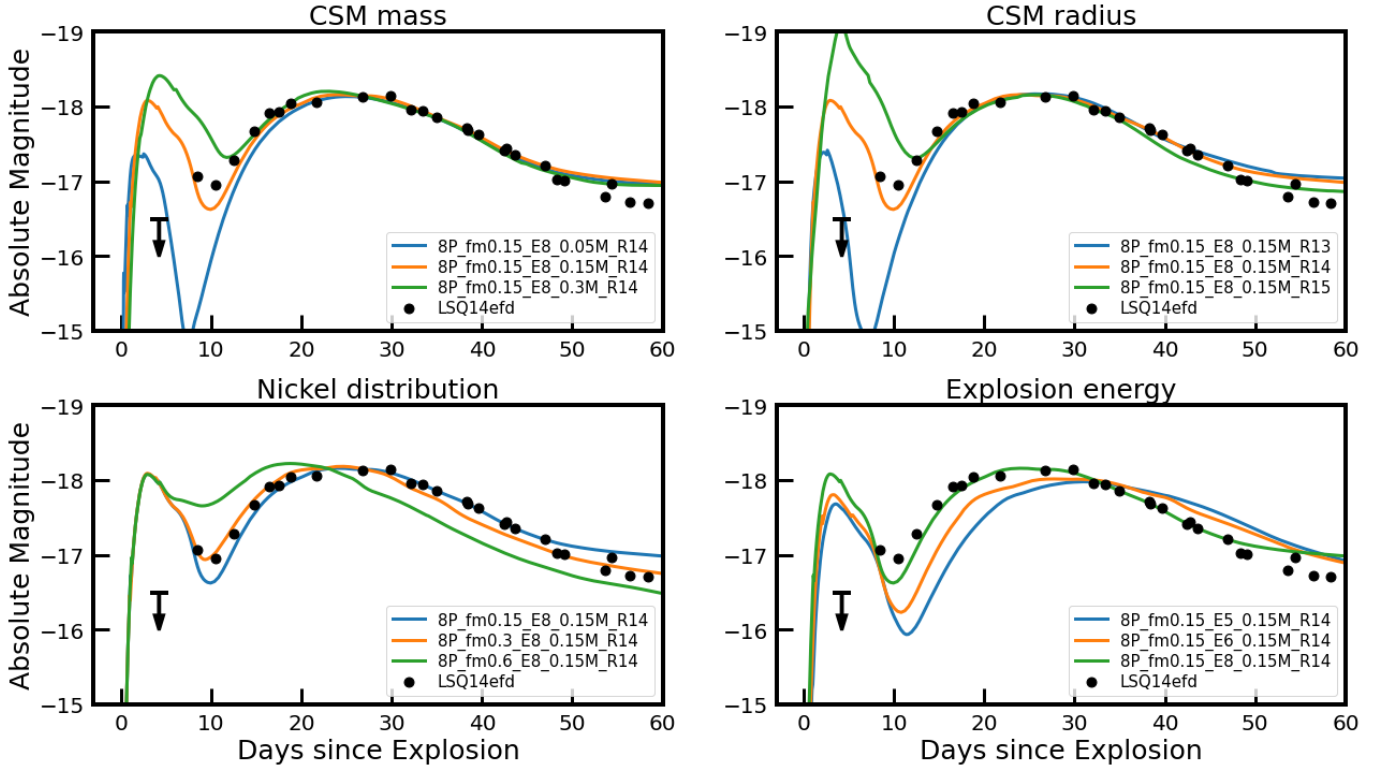 CSM mass
CSM radius
Absolute Magnitude
−19
−18
−17
−16
−15
8P_fm0.15_E8_0.05M_R14
8P_fm0.15_E8_0.15M_R14
8P_fm0.15_E8_0.3M_R14
LSQ14efd
0 10 20 30 40 50 60
−19
−18
−17
−16
−15
8P_fm0.15_E8_0.15M_R13
8P_fm0.15_E8_0.15M_R14
8P_fm0.15_E8_0.15M_R15
LSQ14efd
0 10 20 30 40 50 60
Nickel distribution
Explosion energy
Absolute Magnitude
−19
−18
−17
−16
−15
8P_fm0.15_E8_0.15M_R14
8P_fm0.3_E8_0.15M_R14
8P_fm0.6_E8_0.15M_R14
LSQ14efd
0 10 20 30 40 50 60
Days since Explosion
−19
−18
−17
−16
−15
8P_fm0.15_E5_0.15M_R14
8P_fm0.15_E6_0.15M_R14
8P_fm0.15_E8_0.15M_R14
LSQ14efd
0 10 20 30 40 50 60
Days since Explosion